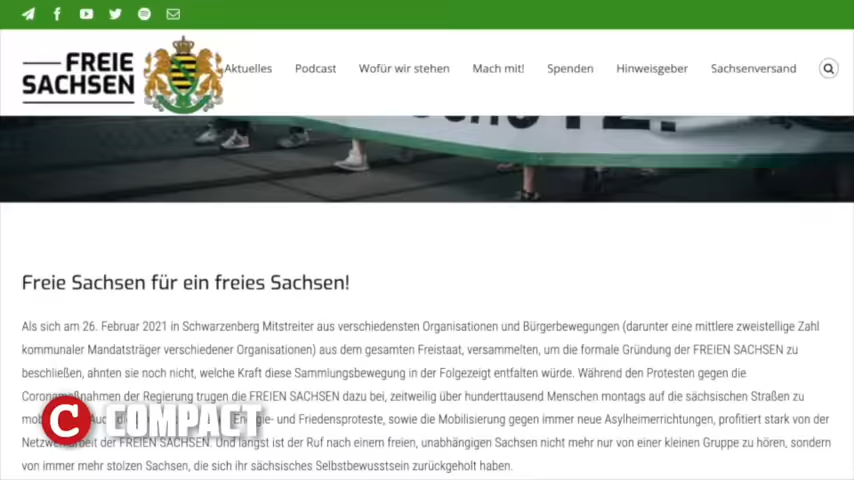 FREIE
SACHSEN
Aktuelles Podcast Wofür wir stehen Mach mit! Spenden Hinweisgeber Sachsenversand
Freie Sachsen für ein freies Sachsen!
Als sich am 26. Februar 2021 in Schwarzenberg Mitstreiter aus verschiedensten Organisationen und Bürgerbewegungen (darunter eine mittlere zweistellige Zahl
kommunaler Mandatsträger verschiedener Organisationen) aus dem gesamten Freistaat, versammelten, um die formale Gründung der FREIEN SACHSEN zu
beschließen, ahnten sie noch nicht, welche Kraft diese Sammlungsbewegung in der Folgezeit entfalten würde. Während den Protesten gegen die
Coronamaßnahmen der Regierung trugen die FREIEN SACHSEN dazu bei, zeitweilig über hunderttausend Menschen montags auf die sächsischen Straßen zu
Energie- und Friedensproteste, sowie die Mobilisierung gegen immer neue Asylheimerrichtungen, profitiert stark von der
Netzwerkarbeit der FREIEN SACHSEN. Und längst ist der Ruf nach einem freien, unabhängigen Sachsen nicht mehr nur von einer kleinen Gruppe zu hören, sondern
von immer mehr stolzen Sachsen, die sich ihr sächsisches Selbstbewusstsein zurückgeholt haben.
C COMPACT